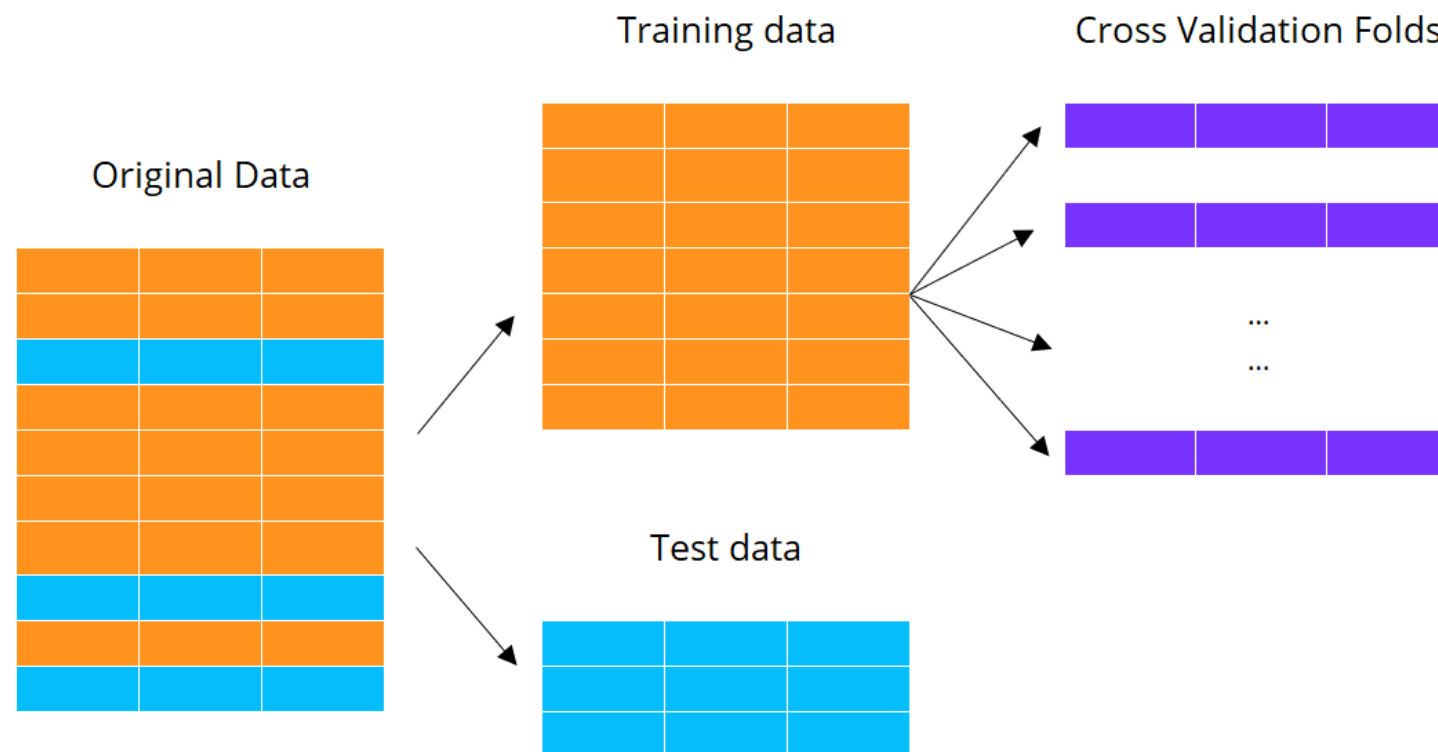 Training data
Cross Validation Folds
Original Data
...
...
Test data